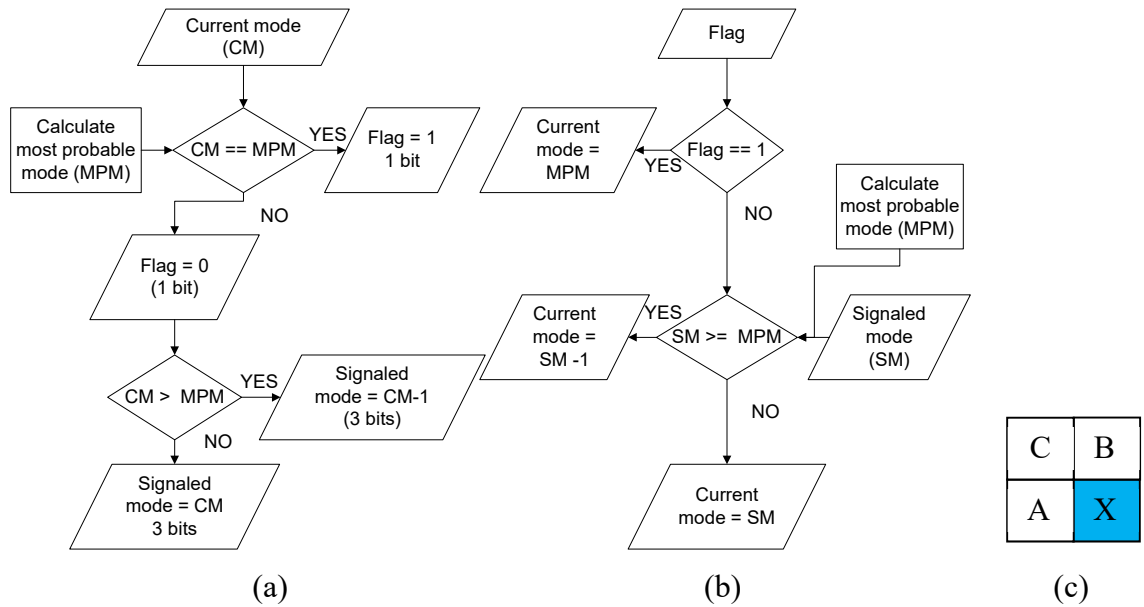 Current mode
(CM)
Calculate
most probable
mode (MPM)
CM == MPM
YES
Flag = 1
1 bit
NO
Flag = 0
(1 bit)
CM > MPM
YES
Signaled
mode = CM-1
(3 bits)
NO
Signaled
mode = CM
3 bits
(a)
Flag
Flag == 1
YES
Current
mode =
MPM
NO
Calculate
most probable
mode (MPM)
SM >= MPM
Signaled
mode
(SM)
YES
Current
mode =
SM -1
NO
Current
mode = SM
(b)
C B
A X
(c)